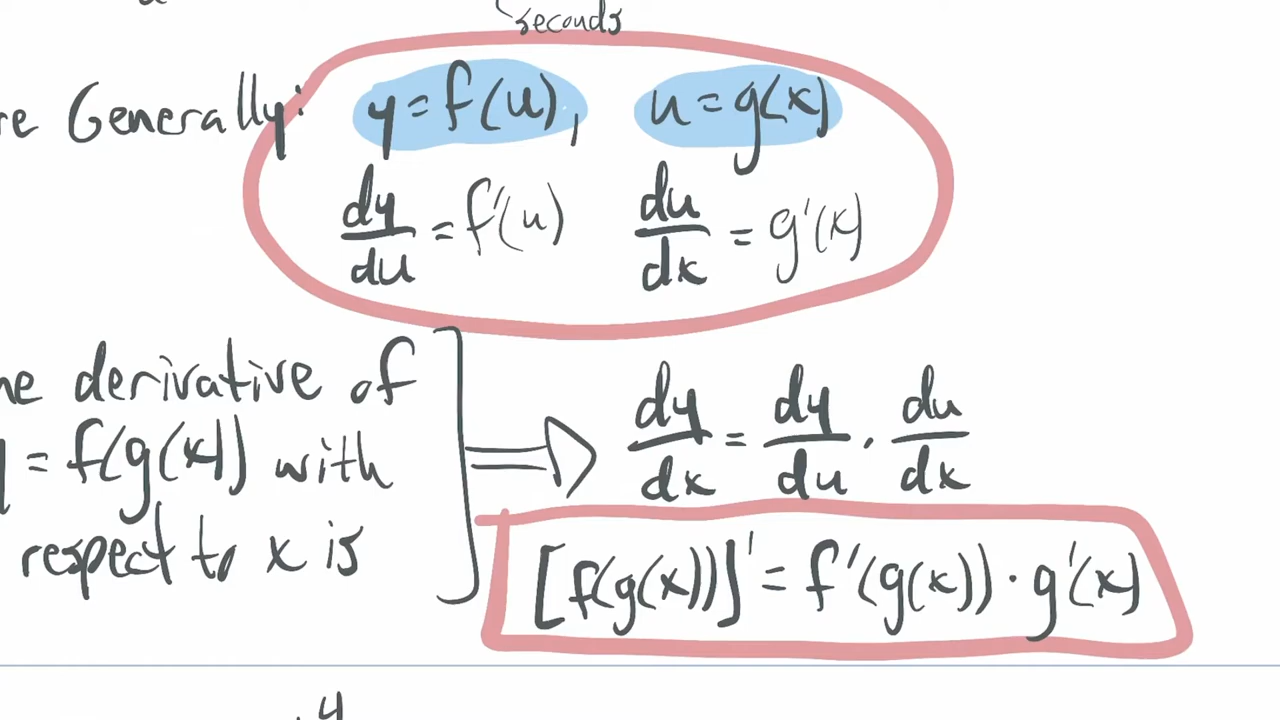 seconds
re Generally: y = f(u), u = g(x)
dy/du = f'(u) du/dx = g'(x)
ne derivative of
y = f(g(x)) with
respect to x is
dy/dx = dy/du · du/dx
[f(g(x))]' = f'(g(x)) · g'(x)
4